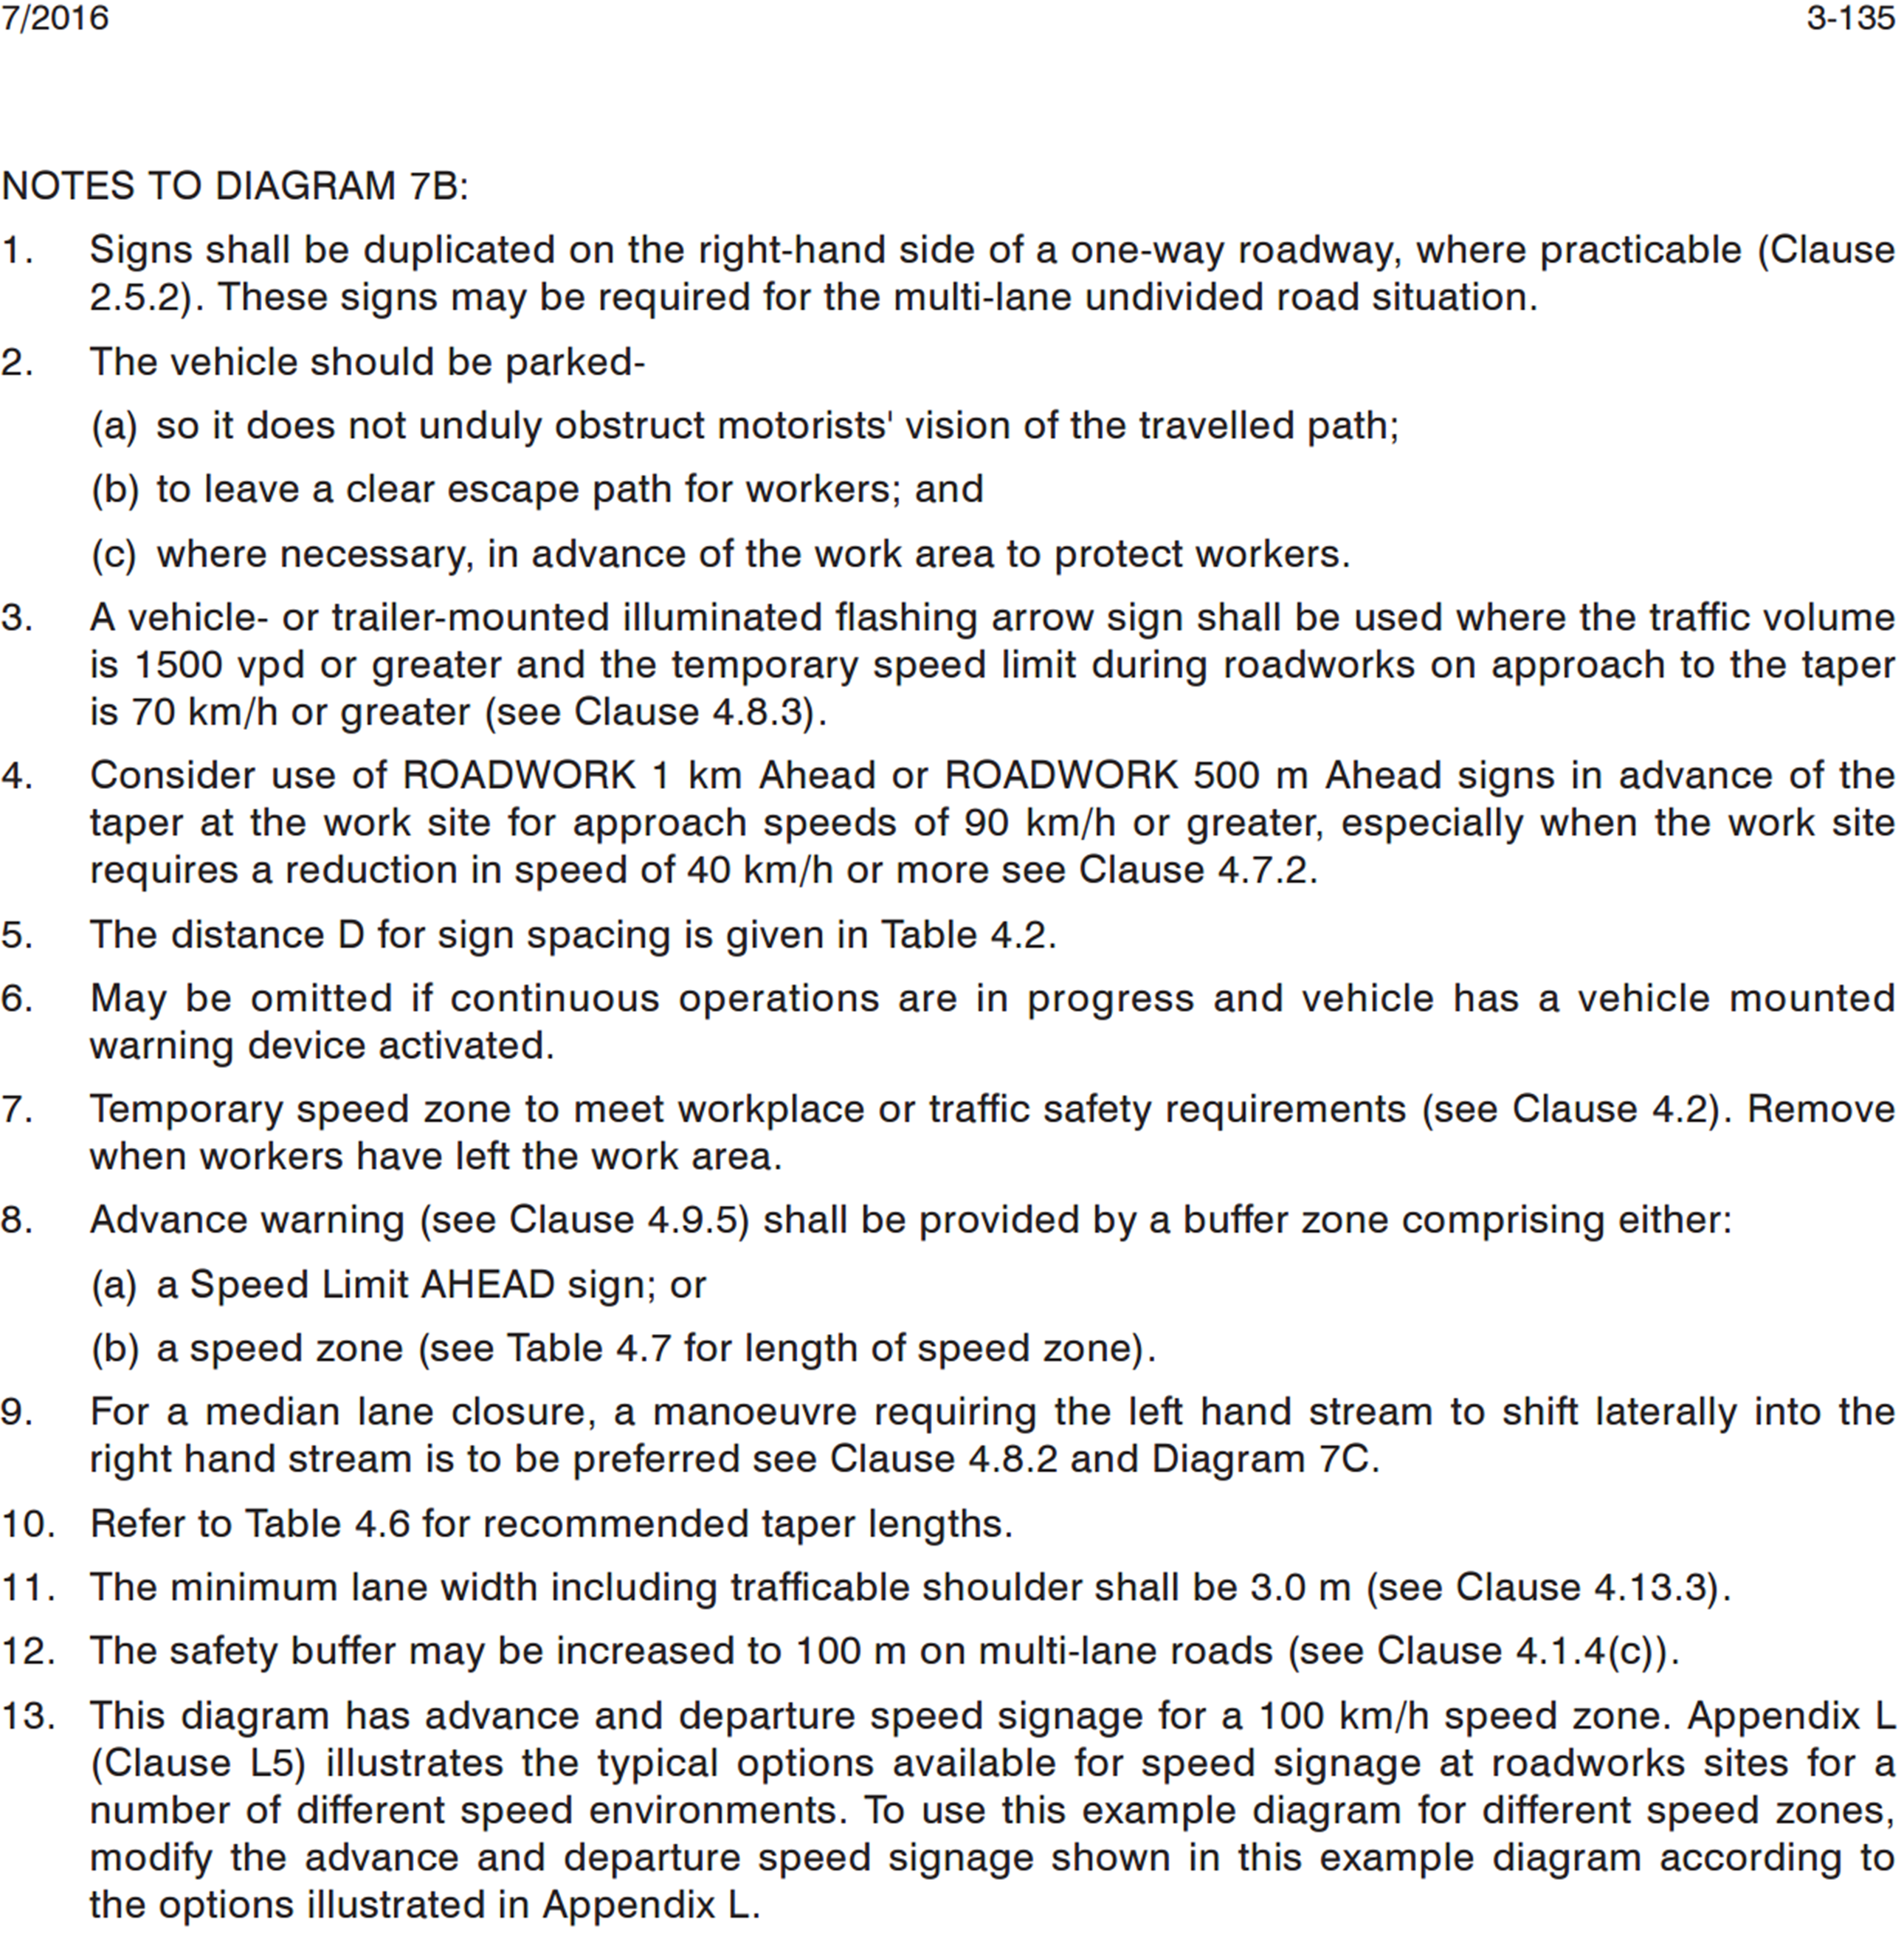 7/2016 3-135
NOTES TO DIAGRAM 7B:
1. Signs shall be duplicated on the right-hand side of a one-way roadway, where practicable (Clause
2.5.2). These signs may be required for the multi-lane undivided road situation.
2. The vehicle should be parked-
(a) so it does not unduly obstruct motorists' vision of the travelled path;
(b) to leave a clear escape path for workers; and
(c) where necessary, in advance of the work area to protect workers.
3. A vehicle- or trailer-mounted illuminated flashing arrow sign shall be used where the traffic volume
is 1500 vpd or greater and the temporary speed limit during roadworks on approach to the taper
is 70 km/h or greater (see Clause 4.8.3).
4. Consider use of ROADWORK 1 km Ahead or ROADWORK 500 m Ahead signs in advance of the
taper at the work site for approach speeds of 90 km/h or greater, especially when the work site
requires a reduction in speed of 40 km/h or more see Clause 4.7.2.
5. The distance D for sign spacing is given in Table 4.2.
6. May be omitted if continuous operations are in progress and vehicle has a vehicle mounted
warning device activated.
7. Temporary speed zone to meet workplace or traffic safety requirements (see Clause 4.2). Remove
when workers have left the work area.
8. Advance warning (see Clause 4.9.5) shall be provided by a buffer zone comprising either:
(a) a Speed Limit AHEAD sign; or
(b) a speed zone (see Table 4.7 for length of speed zone).
9. For a median lane closure, a manoeuvre requiring the left hand stream to shift laterally into the
right hand stream is to be preferred see Clause 4.8.2 and Diagram 7C.
10. Refer to Table 4.6 for recommended taper lengths.
11. The minimum lane width including trafficable shoulder shall be 3.0 m (see Clause 4.13.3).
12. The safety buffer may be increased to 100 m on multi-lane roads (see Clause 4.1.4(c)).
13. This diagram has advance and departure speed signage for a 100 km/h speed zone. Appendix L
(Clause L5) illustrates the typical options available for speed signage at roadworks sites for a
number of different speed environments. To use this example diagram for different speed zones,
modify the advance and departure speed signage shown in this example diagram according to
the options illustrated in Appendix L.